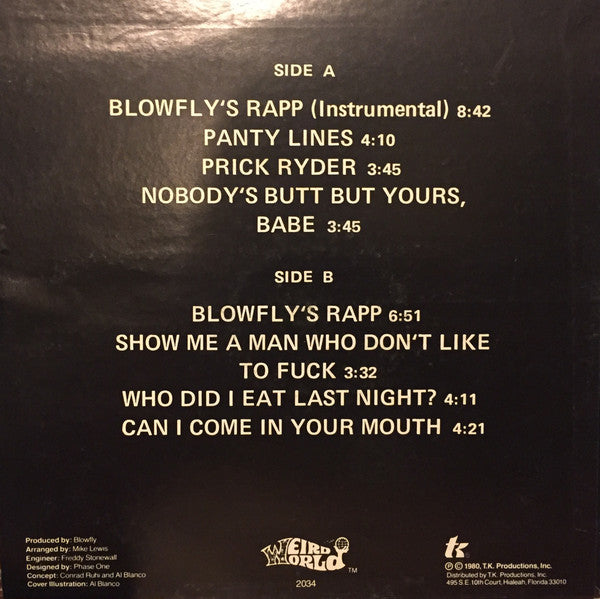 SIDE A
BLOWFLY'S RAPP (Instrumental) 8:42
PANTY LINES 4:10
PRICK RYDER 3:45
NOBODY'S BUTT BUT YOURS,
BABE 3:45
SIDE B
BLOWFLY'S RAPP 6:51
SHOW ME A MAN WHO DON'T LIKE
TO FUCK 3:32
WHO DID I EAT LAST NIGHT? 4:11
CAN I COME IN YOUR MOUTH 4:21
Produced by: Blowfly
Arranged by: Mike Lewis
Engineer: Freddy Stonewall
Designed by: Phase One
Concept: Conrad Ruhi and Al Blanco
Cover Illustration: Al Blanco
WEIRD
WORLD TM
2034
tk
℗ © 1980, T.K. Productions, Inc.
Distributed by T.K. Productions, Inc.
495 S.E. 10th Court, Hialeah, Florida 33010